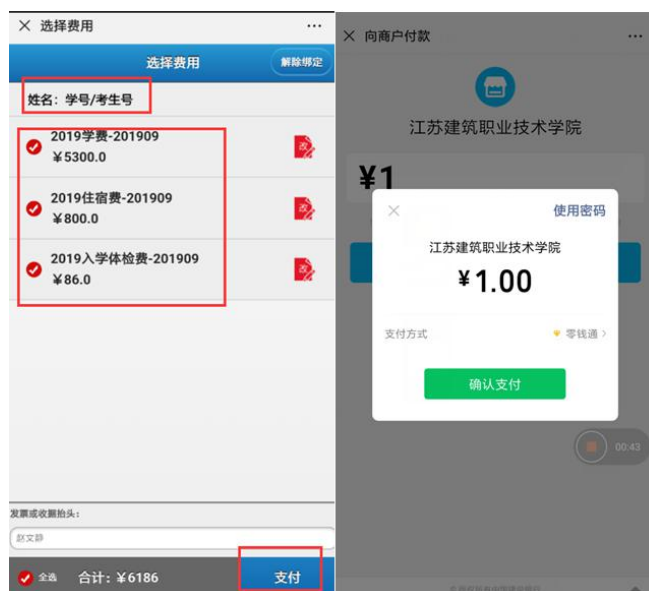 选择费用
选择费用
解除绑定
姓名：学号/考生号
2019学费-201909
¥5300.0
改
2019住宿费-201909
¥800.0
改
2019入学体检费-201909
¥86.0
改
发票或收据抬头：
全选
合计：¥6186
支付
向商户付款
江苏建筑职业技术学院
¥1
使用密码
江苏建筑职业技术学院
¥1.00
支付方式
零钱通
确认支付
00:43